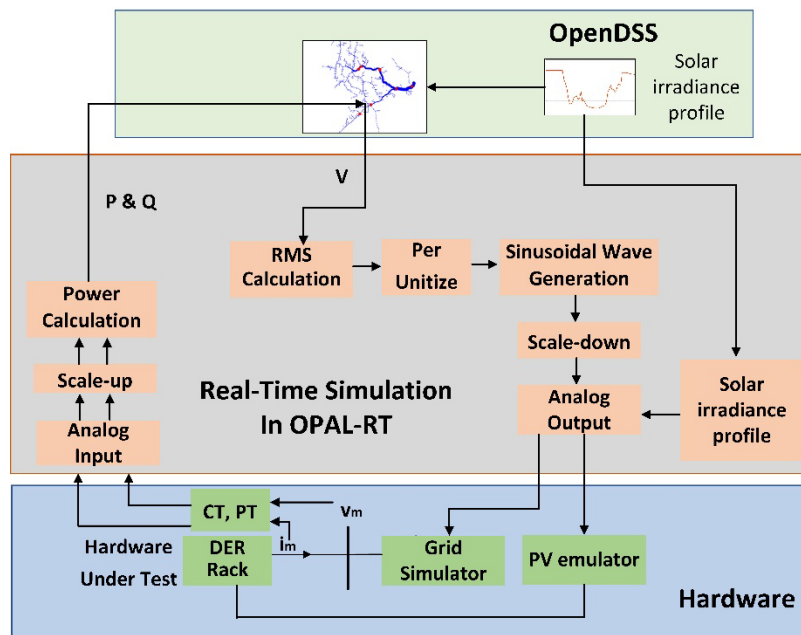 OpenDSS
Solar
irradiance
profile
V
P & Q
RMS
Calculation
Per
Unitize
Sinusoidal Wave
Generation
Power
Calculation
Scale-down
Scale-up
Real-Time Simulation
In OPAL-RT
Analog
Output
Solar
irradiance
profile
Analog
Input
CT, PT
vm
im
Hardware
Under Test
DER
Rack
Grid
Simulator
PV emulator
Hardware